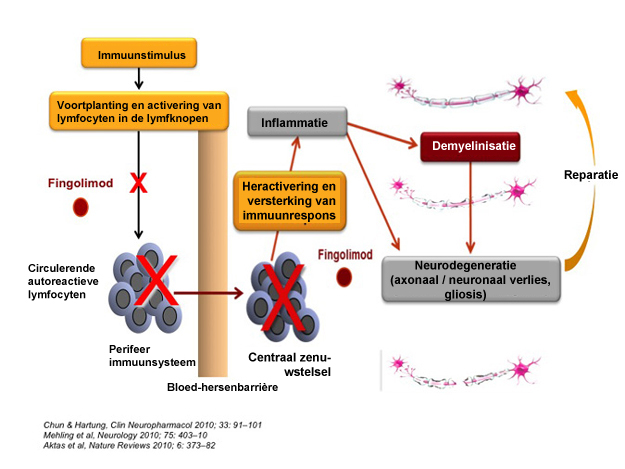 Immuunstimulus
Voortplanting en activering van
lymfocyten in de lymfknopen
Fingolimod
Circulerende
autoreactieve
lymfocyten
Perifeer
immuunsysteem
Bloed-hersenbarrière
Inflammatie
Heractivering en
versterking van
immuunrespons
Centraal zenu-
wstelsel
Fingolimod
Demyelinisatie
Neurodegeneratie
(axonaal / neuronaal verlies,
gliosis)
Reparatie
Chun & Hartung, Clin Neuropharmacol 2010; 33: 91–101
Mehling et al, Neurology 2010; 75: 403–10
Aktas et al, Nature Reviews 2010; 6: 373–82